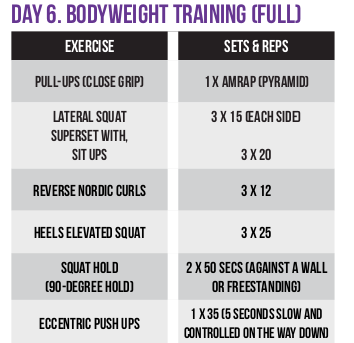 DAY 6. BODYWEIGHT TRAINING (FULL)
EXERCISE
SETS & REPS
PULL-UPS (CLOSE GRIP)
1 X AMRAP (PYRAMID)
LATERAL SQUAT
SUPERSET WITH,
SIT UPS
3 X 15 (EACH SIDE)
3 X 20
REVERSE NORDIC CURLS
3 X 12
HEELS ELEVATED SQUAT
3 X 25
SQUAT HOLD
(90-DEGREE HOLD)
2 X 50 SECS (AGAINST A WALL
OR FREESTANDING)
ECCENTRIC PUSH UPS
1 X 35 (5 SECONDS SLOW AND
CONTROLLED ON THE WAY DOWN)